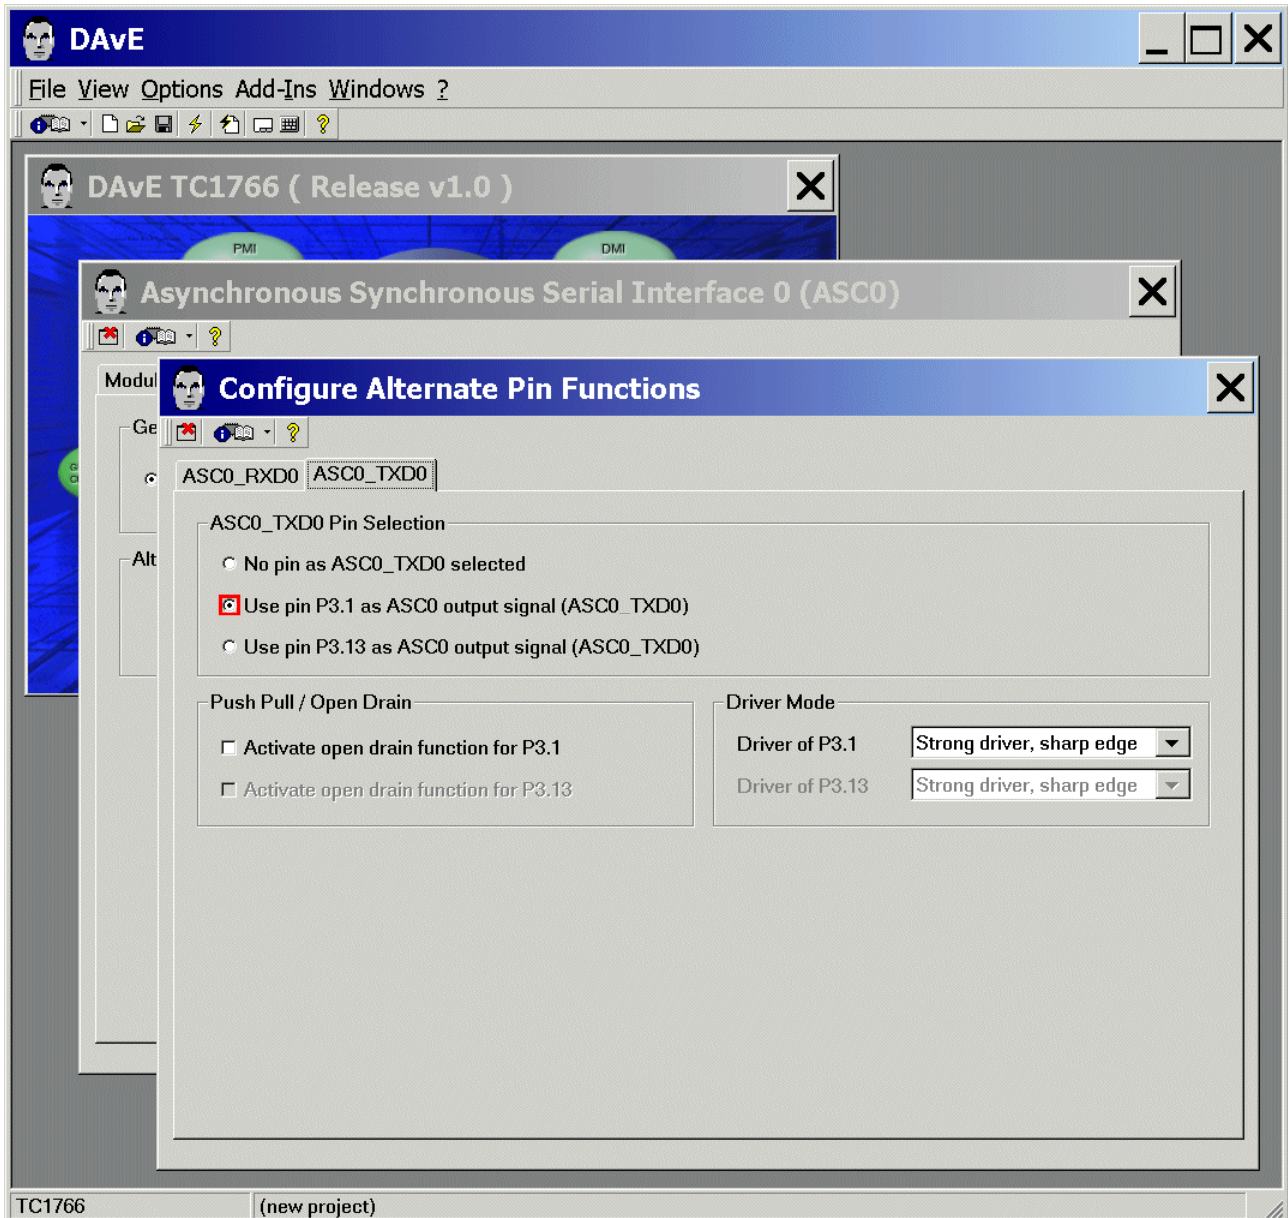 DAvE
File View Options Add-Ins Windows ?
DAvE TC1766 ( Release v1.0 )
PMI
DMI
Asynchronous Synchronous Serial Interface 0 (ASC0)
Modul
Configure Alternate Pin Functions
Ge
ASC0_RXD0 ASC0_TXD0
ASC0_TXD0 Pin Selection
No pin as ASC0_TXD0 selected
Alt
Use pin P3.1 as ASC0 output signal (ASC0_TXD0)
Use pin P3.13 as ASC0 output signal (ASC0_TXD0)
Push Pull / Open Drain
Driver Mode
Activate open drain function for P3.1
Driver of P3.1 Strong driver, sharp edge
Activate open drain function for P3.13
Driver of P3.13 Strong driver, sharp edge
TC1766 (new project)